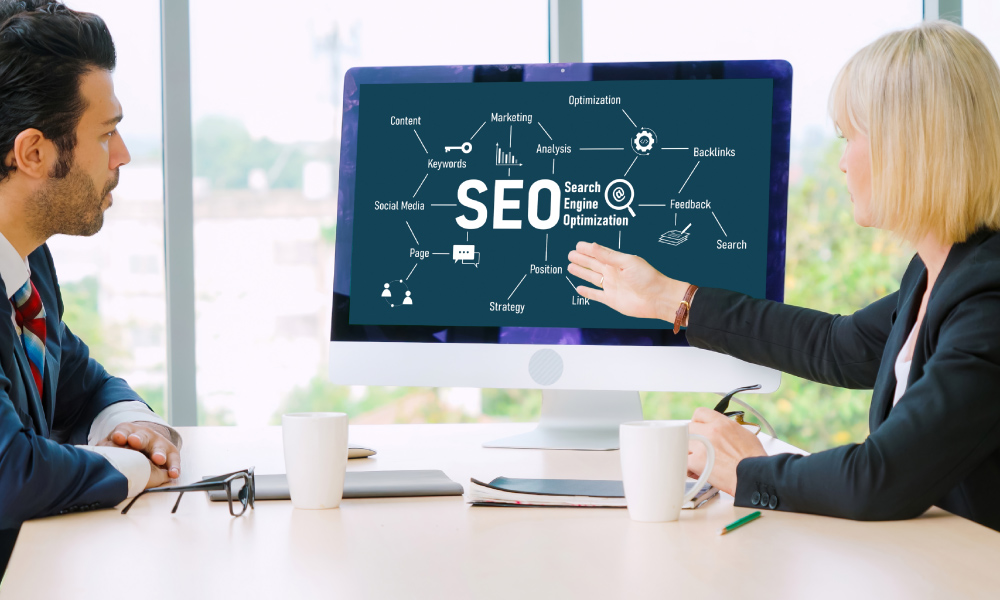 Optimization
Marketing
Content
Analysis
Backlinks
Keywords
SEO
Search
Engine
Optimization
Social Media
Feedback
Search
Page
Position
Strategy
Link